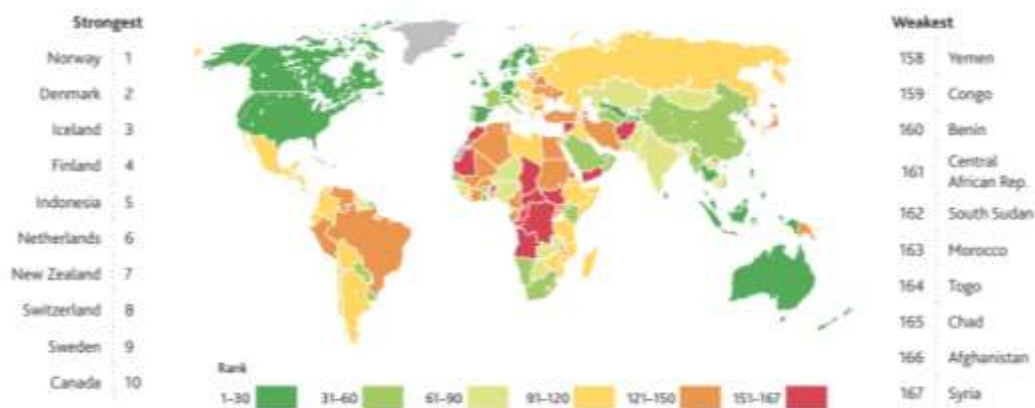 Strongest
Norway 1
Denmark 2
Iceland 3
Finland 4
Indonesia 5
Netherlands 6
New Zealand 7
Switzerland 8
Sweden 9
Canada 10
Weakest
158 Yemen
159 Congo
160 Benin
161 Central
African Rep.
162 South Sudan
163 Morocco
164 Togo
165 Chad
166 Afghanistan
167 Syria
Rank
1–30 31–60 61–90 91–120 121–150 151–167